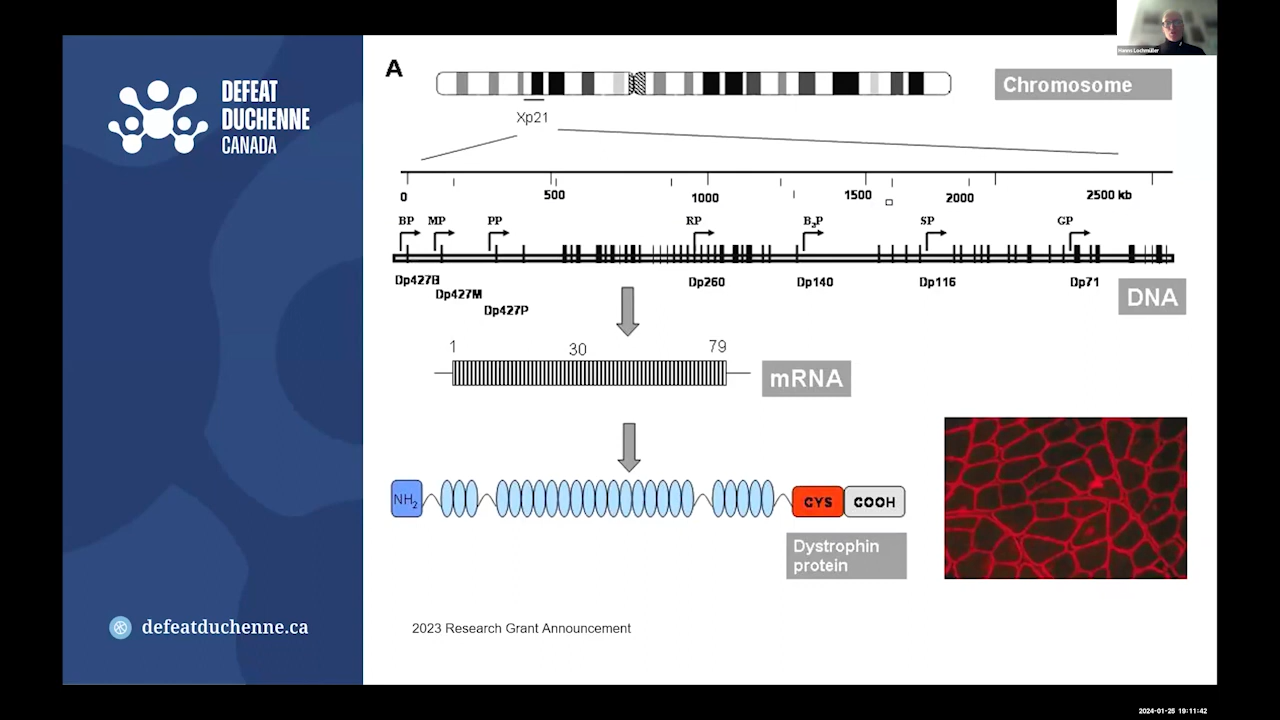 Hanns Lochmüller
DEFEAT
DUCHENNE
CANADA
A
Chromosome
Xp21
0 500 1000 1500 2000 2500 kb
BP MP PP RP B3P SP GP
Dp427B Dp260 Dp140 Dp116 Dp71
Dp427M
Dp427P
DNA
1 30 79
mRNA
NH2 CYS COOH
Dystrophin
protein
defeatduchenne.ca
2023 Research Grant Announcement
2024-01-25 19:11:42